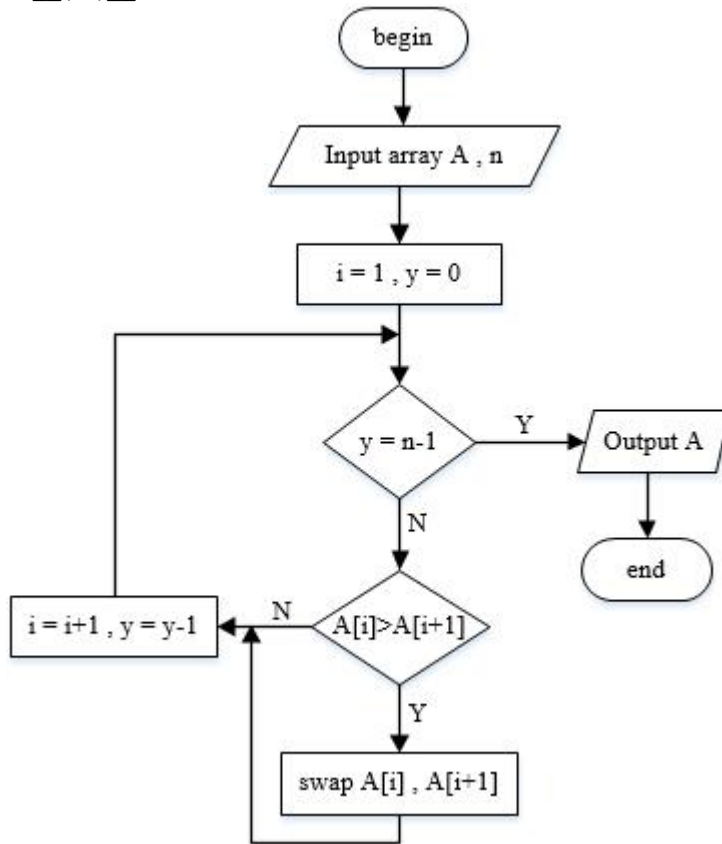 begin
Input array A , n
i = 1 , y = 0
y = n-1
Y
Output A
N
end
A[i]>A[i+1]
N
i = i+1 , y = y-1
Y
swap A[i] , A[i+1]